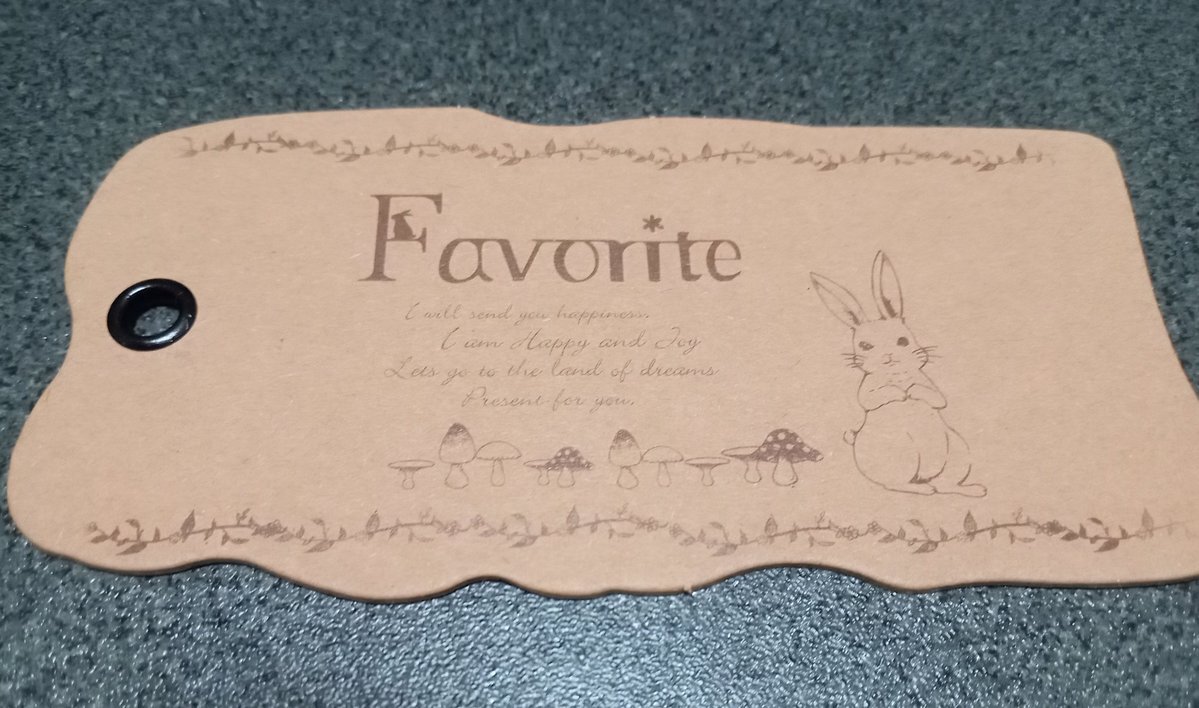 Favorite
I will send you happiness.
I am Happy and Joy
Lets go to the land of dreams
Present for you.